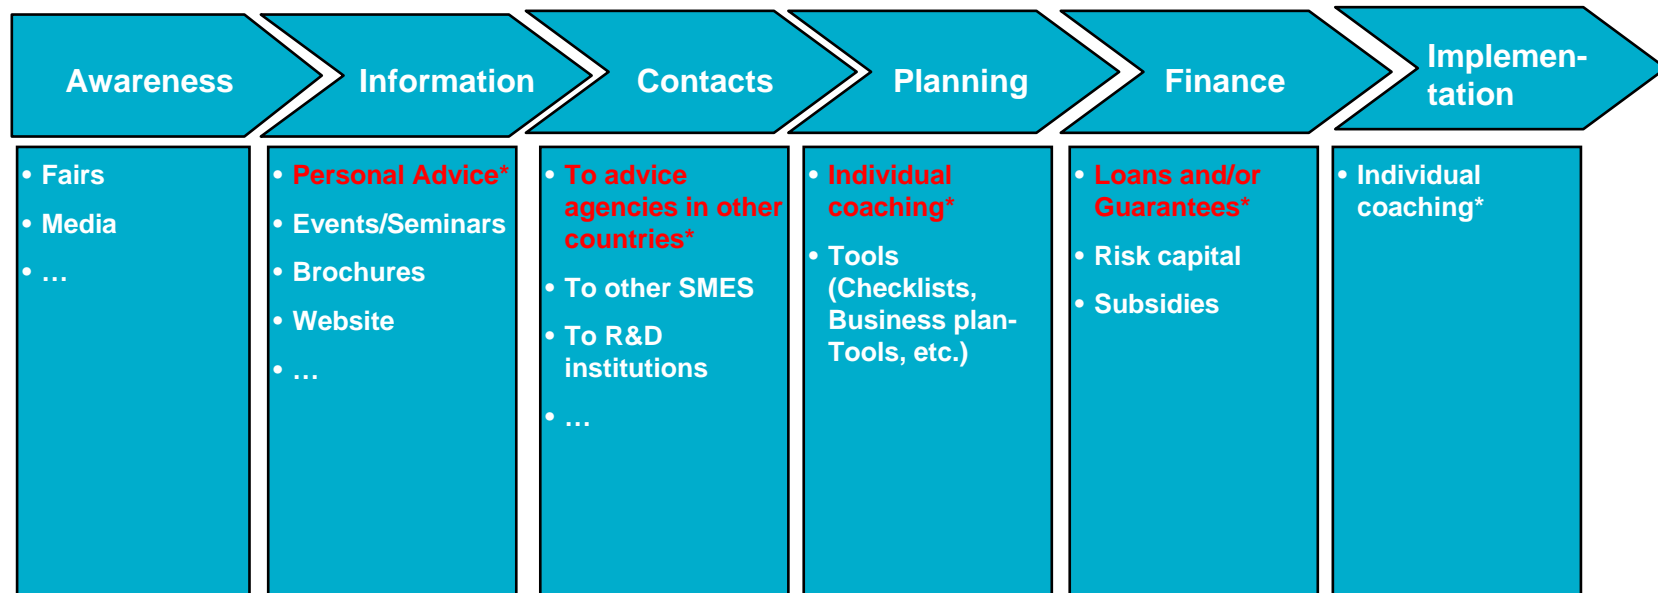 Awareness
Information
Contacts
Planning
Finance
Implemen-
tation
• Fairs
• Media
• …
• Personal Advice*
• Events/Seminars
• Brochures
• Website
• …
• To advice
agencies in other
countries*
• To other SMES
• To R&D
institutions
• …
• Individual
coaching*
• Tools
(Checklists,
Business plan-
Tools, etc.)
• Loans and/or
Guarantees*
• Risk capital
• Subsidies
• Individual
coaching*